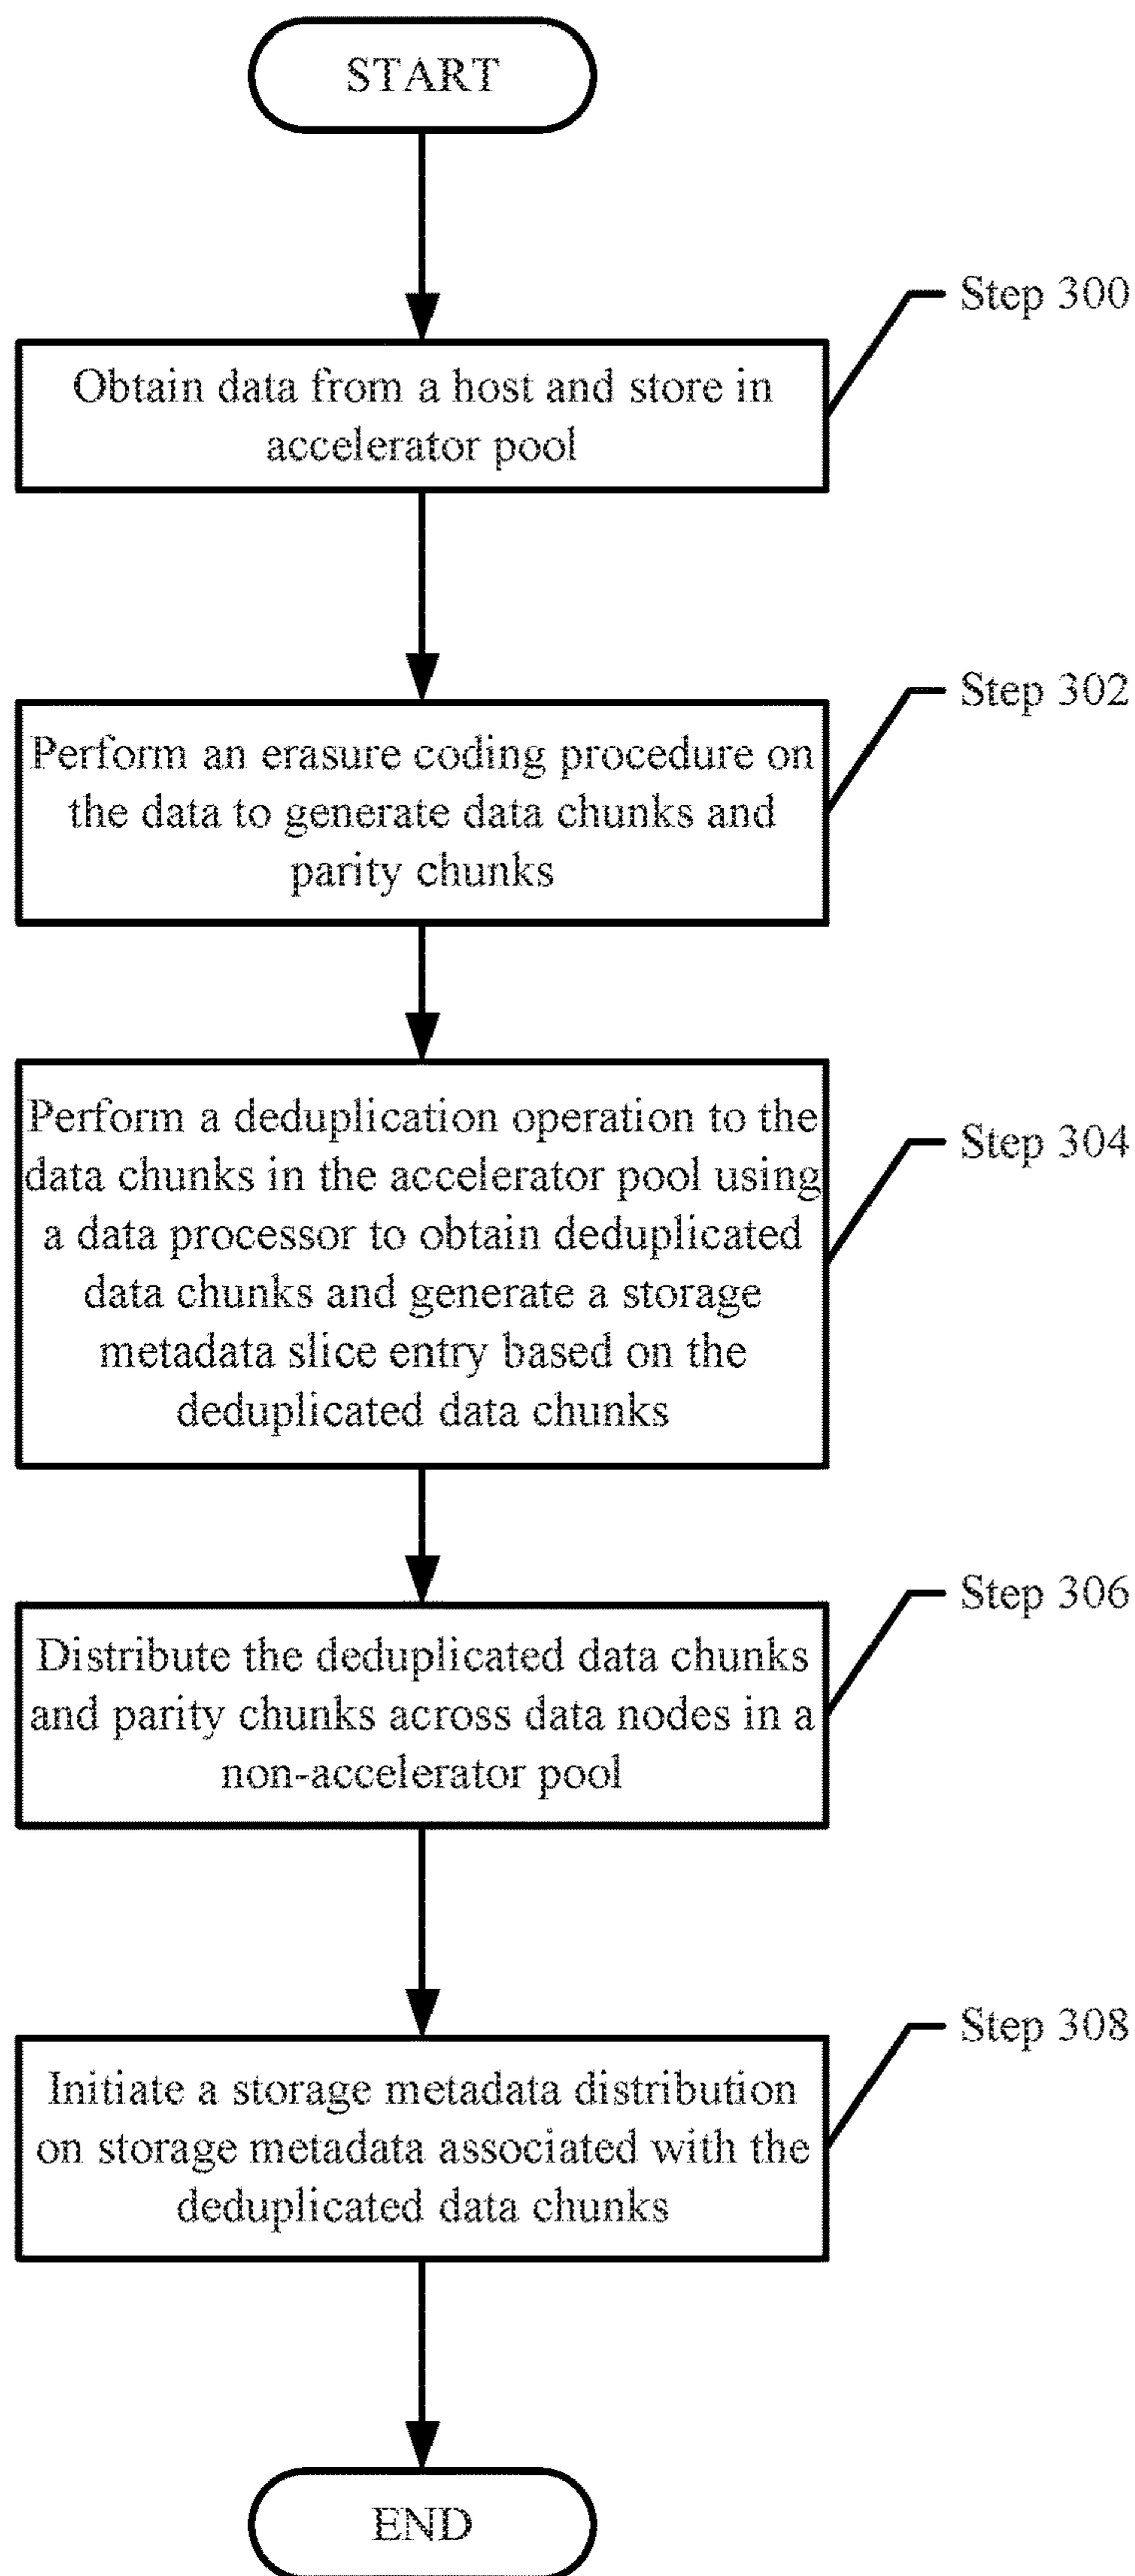 START
Step 300
Obtain data from a host and store in
accelerator pool
Step 302
Perform an erasure coding procedure on
the data to generate data chunks and
parity chunks
Step 304
Perform a deduplication operation to the
data chunks in the accelerator pool using
a data processor to obtain deduplicated
data chunks and generate a storage
metadata slice entry based on the
deduplicated data chunks
Step 306
Distribute the deduplicated data chunks
and parity chunks across data nodes in a
non-accelerator pool
Step 308
Initiate a storage metadata distribution
on storage metadata associated with the
deduplicated data chunks
END